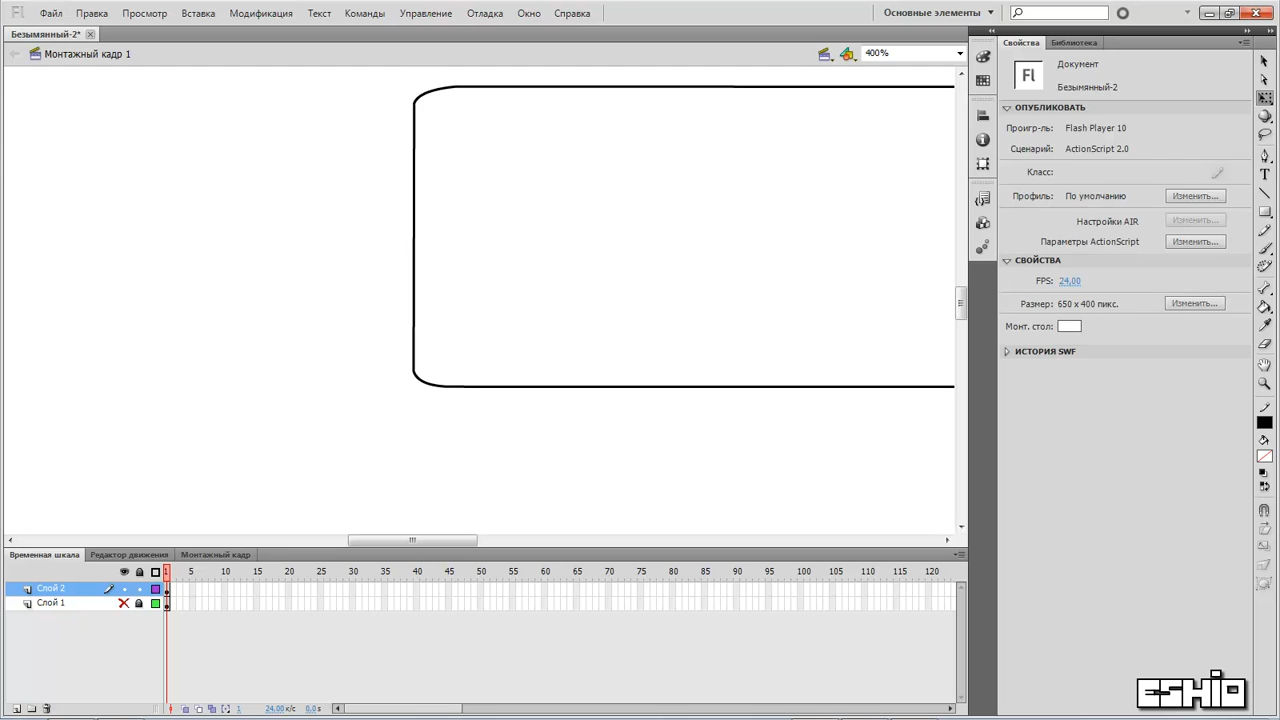 Fl Файл Правка Просмотр Вставка Модификация Текст Команды Управление Отладка Окно Справка Основные элементы
Безымянный-2*
Монтажный кадр 1 400%
Свойства Библиотека
Fl Документ
Безымянный-2
ОПУБЛИКОВАТЬ
Проигр-ль: Flash Player 10
Сценарий: ActionScript 2.0
Класс:
Профиль: По умолчанию Изменить...
Настройки AIR Изменить...
Параметры ActionScript Изменить...
СВОЙСТВА
FPS: 24,00
Размер: 650 x 400 пикс. Изменить...
Монт. стол:
ИСТОРИЯ SWF
Временная шкала Редактор движения Монтажный кадр
1 5 10 15 20 25 30 35 40 45 50 55 60 65 70 75 80 85 90 95 100 105 110 115 120
Слой 2
Слой 1
1 24,00 к/с 0,0 s
ESHIO